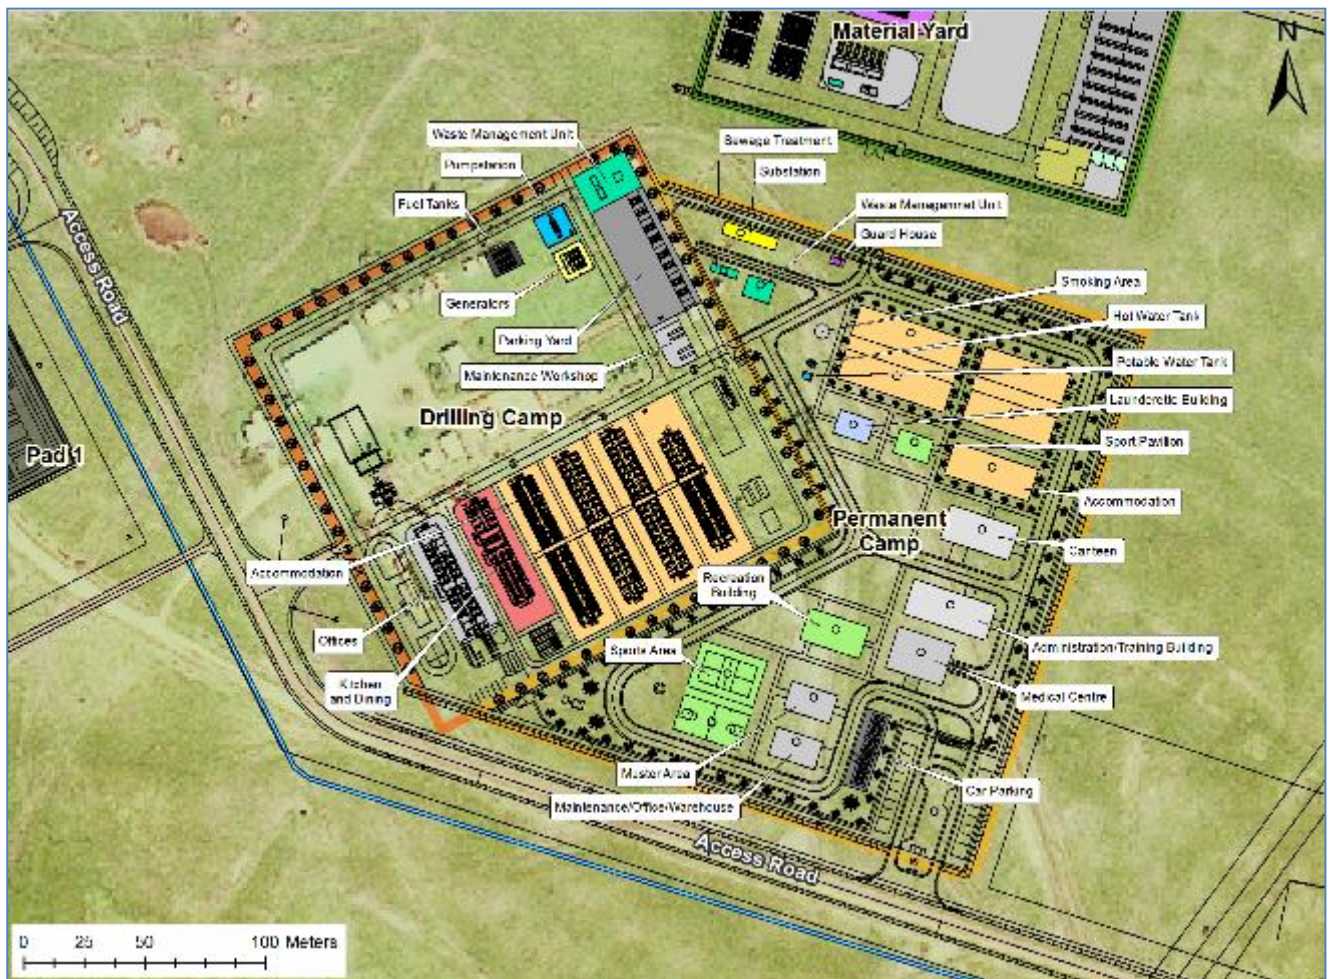 Material Yard
N
Waste Management Unit
Sewage Treatment
Pumpstation
Substation
Fuel Tanks
Waste Managemnet Unit
Guard House
Access Road
Smoking Area
Generators
Hot Water Tank
Parking Yard
Potable Water Tank
Maintenance Workshop
Launderette Building
Drilling Camp
Sport Pavilion
Pad 1
Accommodation
Permanent
Camp
Canteen
Accommodation
Recreation
Building
Offices
Sports Area
Administration/Training Building
Kitchen
and Dining
Medical Centre
Muster Area
Car Parking
Maintenance/Office/Warehouse
Access Road
0 25 50 100 Meters